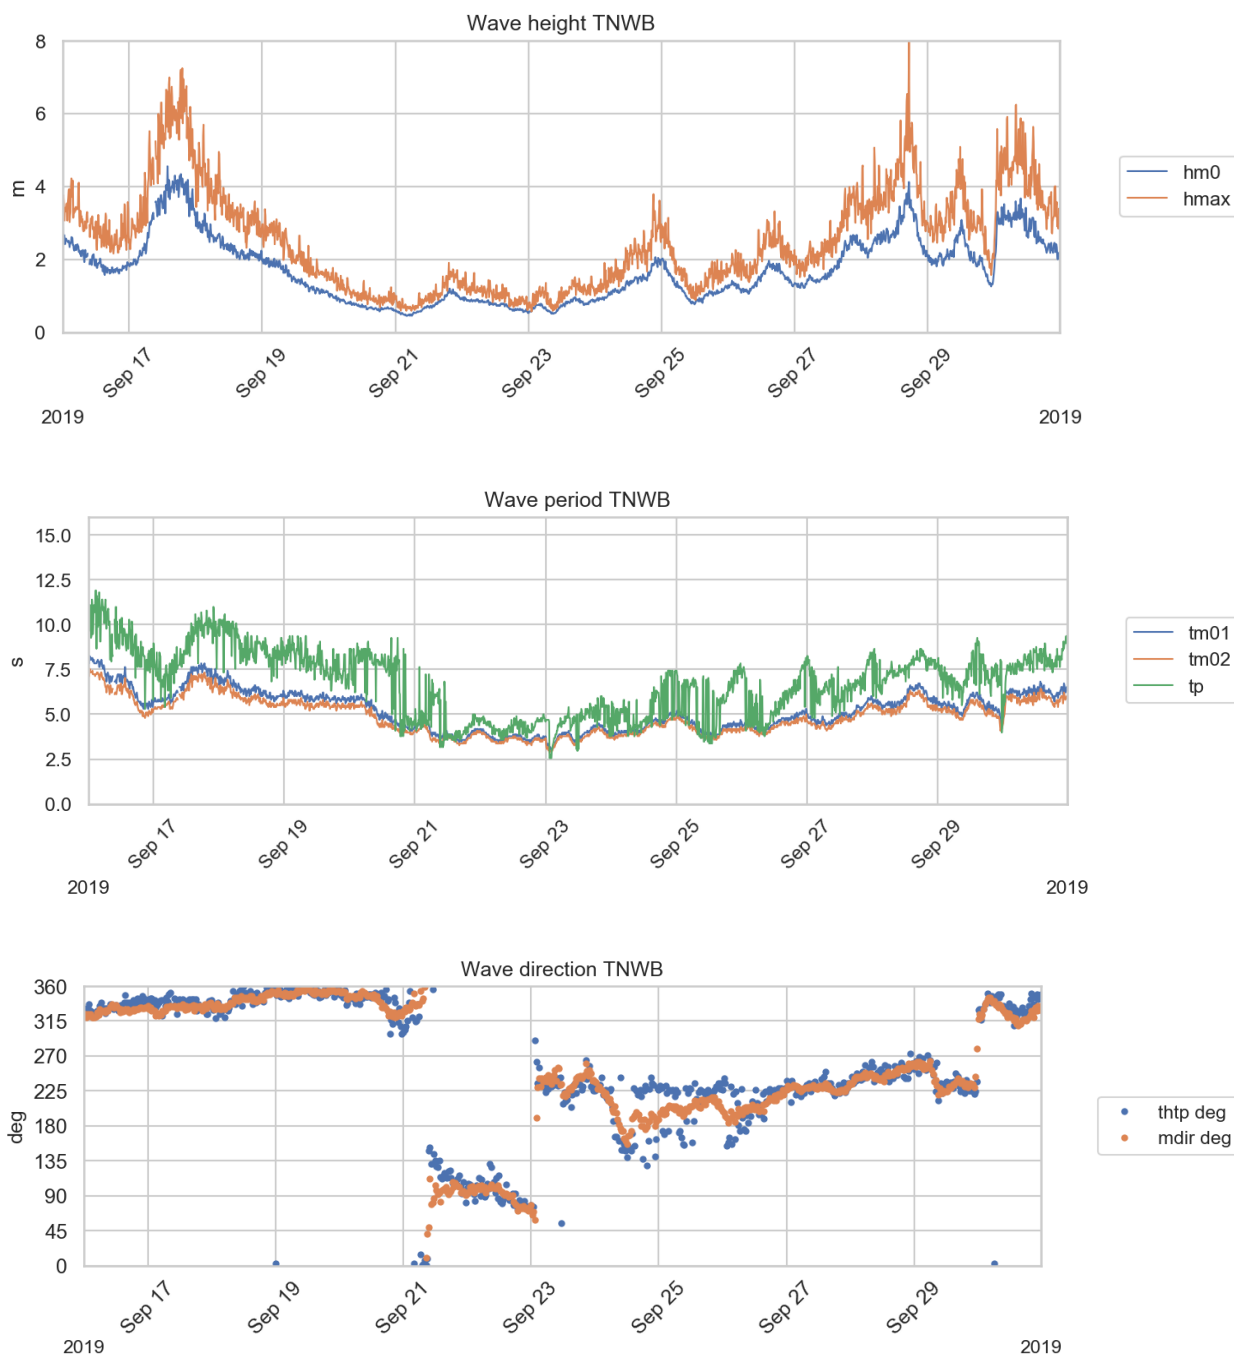 Wave height TNWB
8
6
4
2
0
m
Sep 17
Sep 19
Sep 21
Sep 23
Sep 25
Sep 27
Sep 29
2019
2019
hm0
hmax
Wave period TNWB
15.0
12.5
10.0
7.5
5.0
2.5
0.0
s
Sep 17
Sep 19
Sep 21
Sep 23
Sep 25
Sep 27
Sep 29
2019
2019
tm01
tm02
tp
Wave direction TNWB
360
315
270
225
180
135
90
45
0
deg
Sep 17
Sep 19
Sep 21
Sep 23
Sep 25
Sep 27
Sep 29
2019
2019
thtp deg
mdir deg